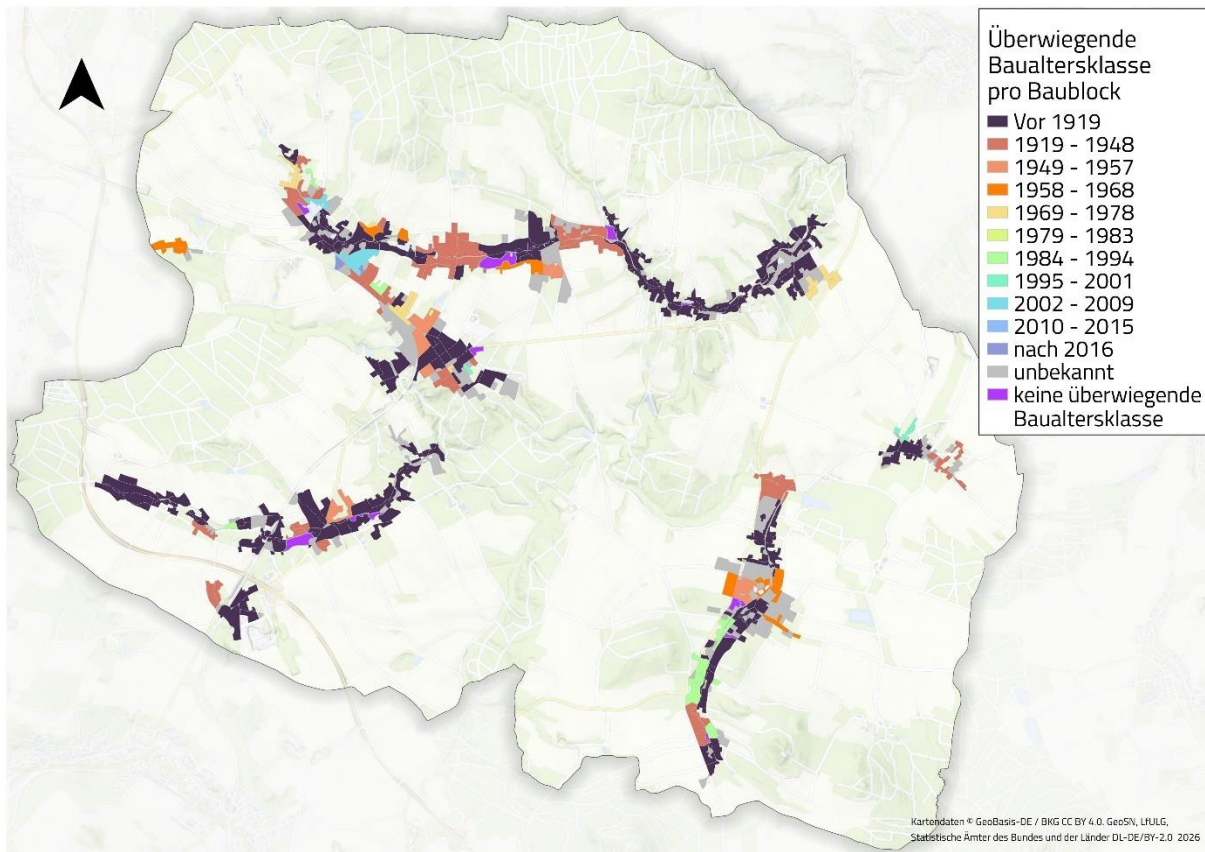 Überwiegende
Baualtersklasse
pro Baublock
Vor 1919
1919 - 1948
1949 - 1957
1958 - 1968
1969 - 1978
1979 - 1983
1984 - 1994
1995 - 2001
2002 - 2009
2010 - 2015
nach 2016
unbekannt
keine überwiegende
Baualtersklasse
Kartendaten © GeoBasis-DE / BKG CC BY 4.0. GeoSN, LfULG,
Statistische Ämter des Bundes und der Länder DL-DE/BY-2.0 2026